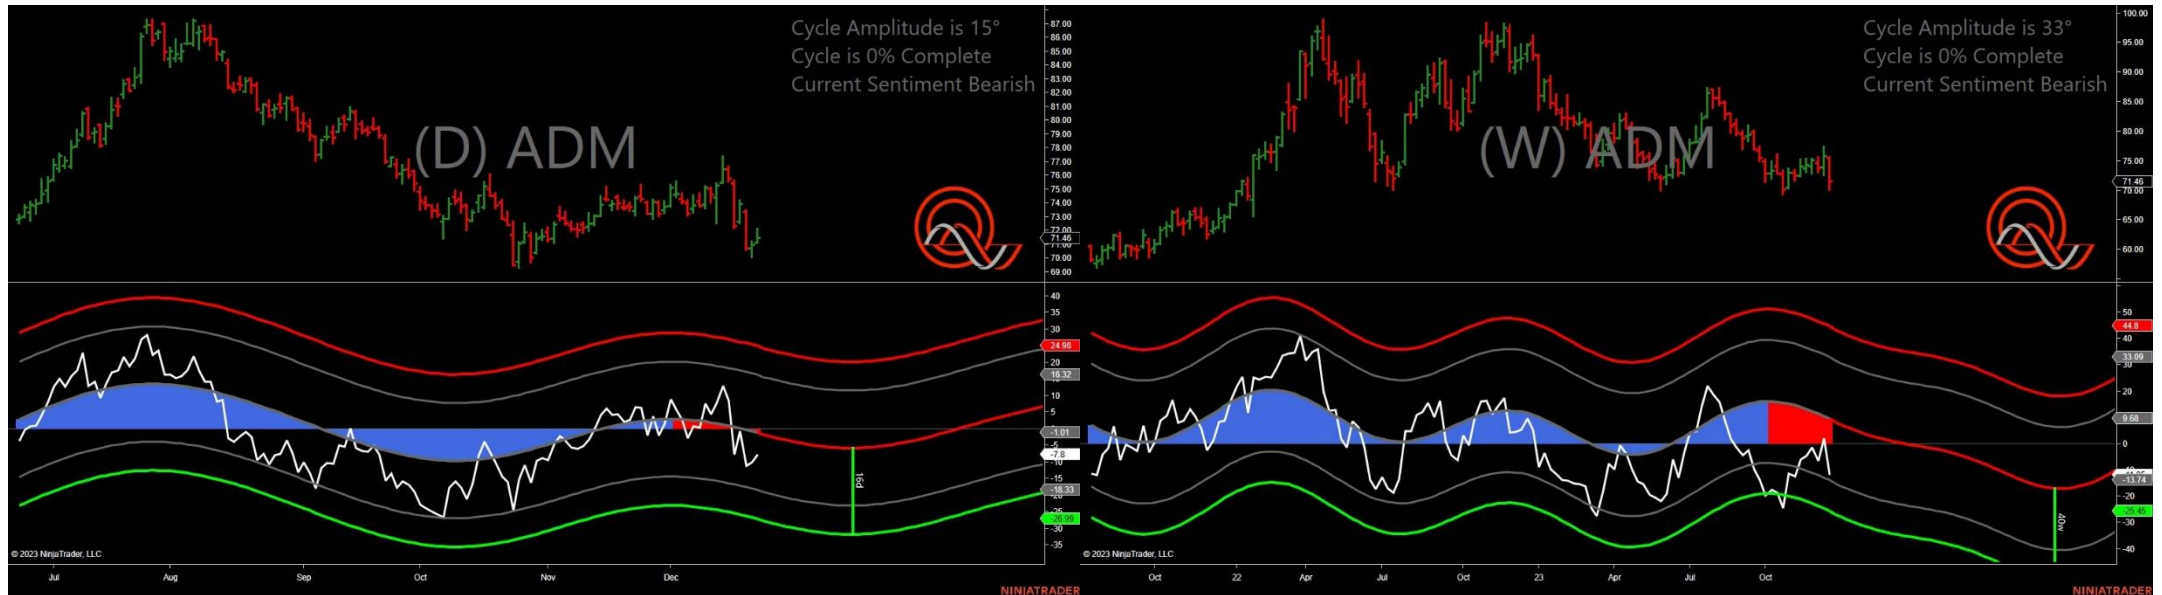 Cycle Amplitude is 15°
Cycle is 0% Complete
Current Sentiment Bearish
(D) ADM
87.00
86.00
85.00
84.00
83.00
82.00
81.00
80.00
79.00
78.00
77.00
76.00
75.00
74.00
73.00
72.00
71.46
71.00
70.00
69.00
40
35
30
24.98
20
16.32
10
5
-1.01
-5
-7.8
-10
-15
-18.33
-26.99
-30
-35
16d
© 2023 NinjaTrader, LLC
Jul
Aug
Sep
Oct
Nov
Dec
NINJATRADER
Cycle Amplitude is 33°
Cycle is 0% Complete
Current Sentiment Bearish
(W) ADM
100.00
95.00
90.00
85.00
80.00
75.00
71.46
70.00
65.00
60.00
50
44.8
40
33.09
20
9.68
0
-13.74
-20
-25.45
-30
-40
40w
© 2023 NinjaTrader, LLC
Oct
22
Apr
Jul
Oct
23
Apr
Jul
Oct
NINJATRADER